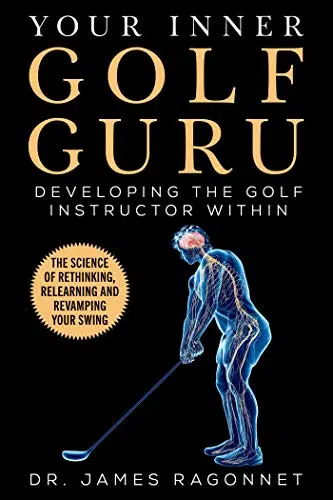 YOUR INNER
GOLF
GURU
DEVELOPING THE GOLF
INSTRUCTOR WITHIN
THE SCIENCE
OF RETHINKING,
RELEARNING AND
REVAMPING
YOUR SWING
DR. JAMES RAGONNET